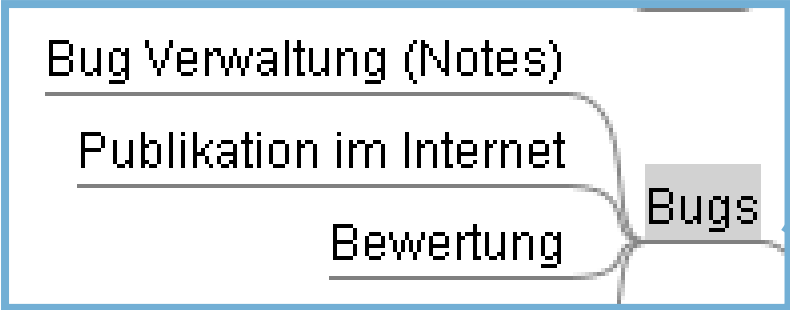 Bug Verwaltung (Notes)
Publikation im Internet
Bewertung
Bugs